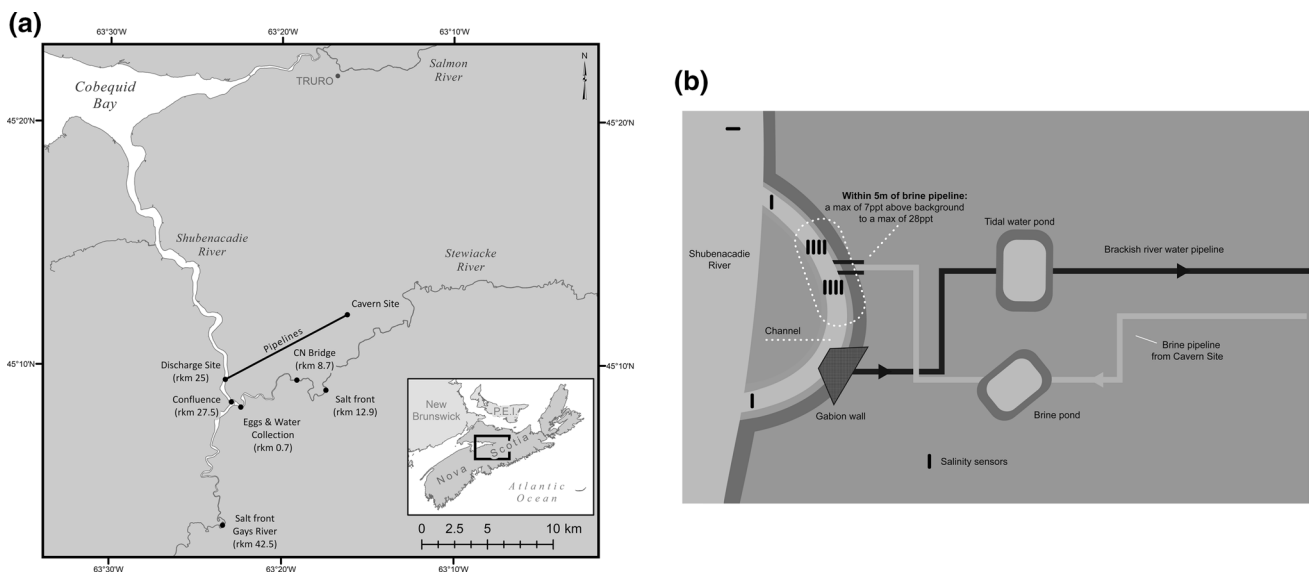 (a)
63°30'W
63°20'W
63°10'W
N
Salmon
River
TRURO
Cobequid
Bay
45°20'N
45°20'N
Shubenacadie
River
Stewiacke
River
Cavern Site
Pipelines
CN Bridge
(rkm 8.7)
Discharge Site
(rkm 25)
45°10'N
45°10'N
Confluence
(rkm 27.5)
Salt front
(rkm 12.9)
Eggs & Water
Collection
(rkm 0.7)
New
Brunswick
P.E.I.
Nova Scotia
Atlantic
Ocean
Salt front
Gays River
(rkm 42.5)
0 2.5 5 10 km
63°30'W
63°20'W
63°10'W
(b)
Within 5m of brine pipeline:
a max of 7ppt above background
to a max of 28ppt
Tidal water pond
Shubenacadie
River
Brackish river water pipeline
Channel
Brine pipeline
from Cavern Site
Gabion wall
Brine pond
Salinity sensors